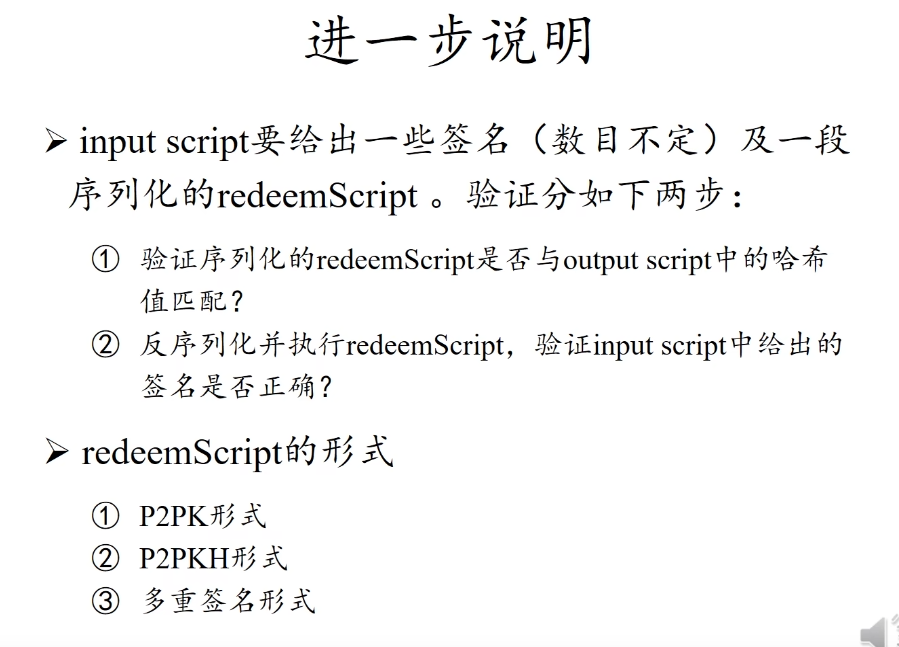 进一步说明
➢ input script要给出一些签名（数目不定）及一段
序列化的redeemScript 。验证分如下两步：
① 验证序列化的redeemScript是否与output script中的哈希
值匹配？
② 反序列化并执行redeemScript，验证input script中给出的
签名是否正确？
➢ redeemScript的形式
① P2PK形式
② P2PKH形式
③ 多重签名形式